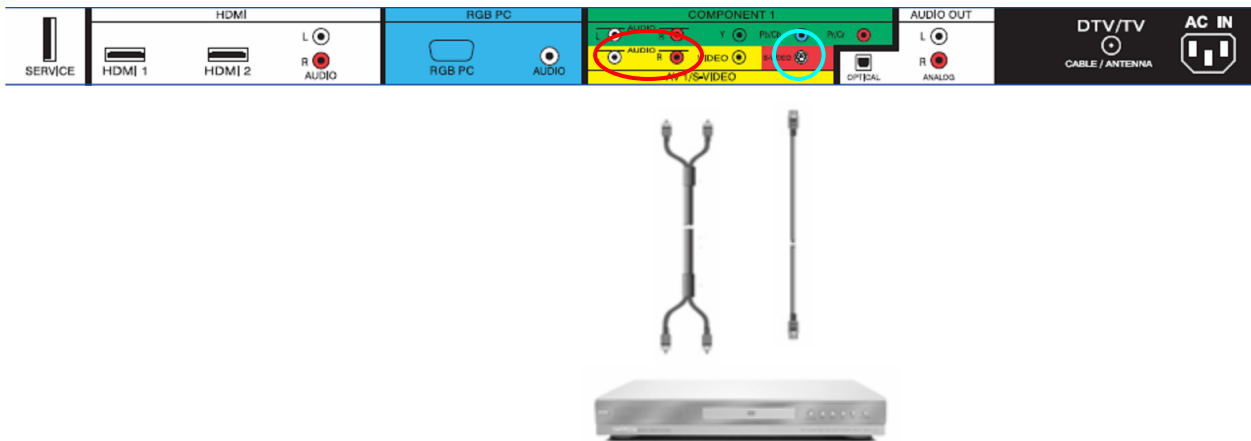 HDMI
RGB PC
COMPONENT 1
AUDIO OUT
DTV/TV
AC IN
L
L AUDIO R Y Pb/Cb Pr/Cr
L
AUDIO
R VIDEO S-VIDEO
R
R
CABLE / ANTENNA
SERVICE
HDMI 1
HDMI 2
AUDIO
RGB PC
AUDIO
AV 1/S-VIDEO
OPTICAL
ANALOG